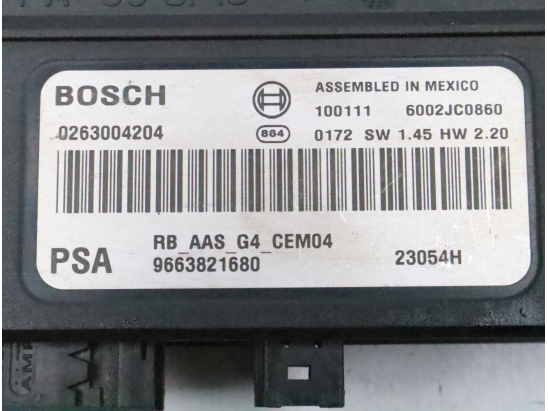 BOSCH
ASSEMBLED IN MEXICO
100111 6002JC0860
0263004204
864 0172 SW 1.45 HW 2.20
PSA
RB_AAS_G4_CEM04
9663821680
23054H
AMP